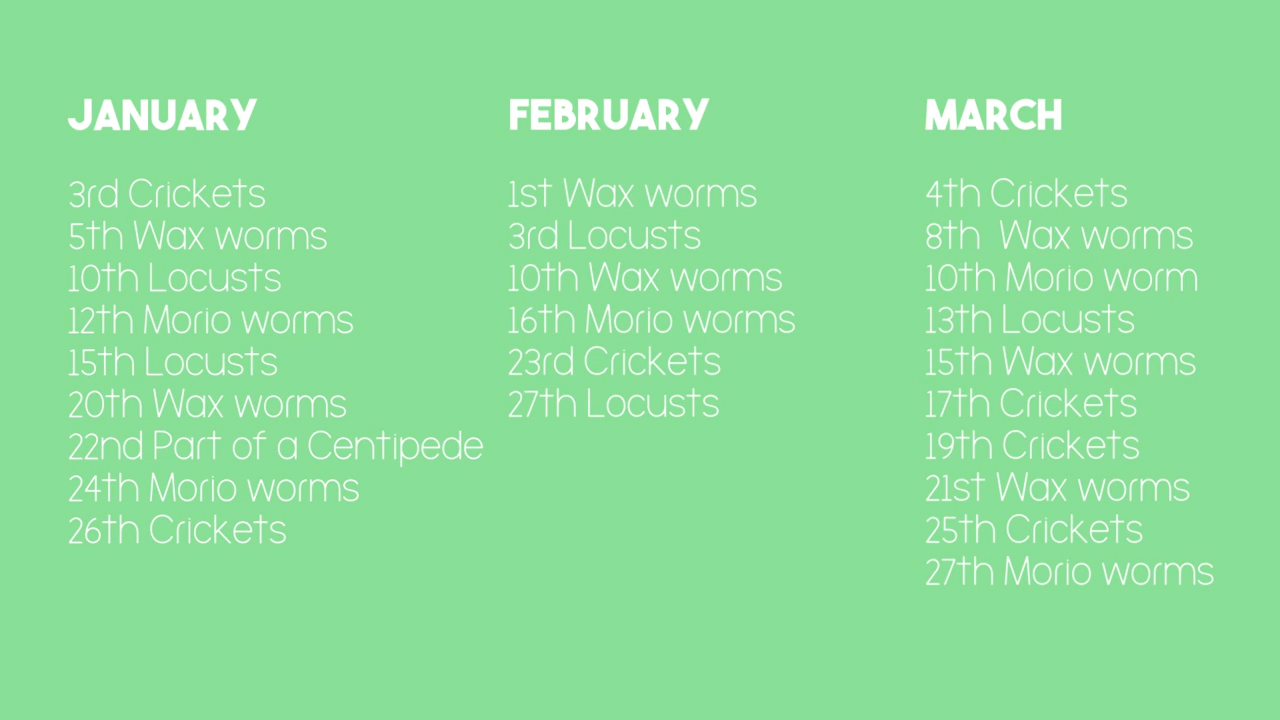 JANUARY
3rd Crickets
5th Wax worms
10th Locusts
12th Morio worms
15th Locusts
20th Wax worms
22nd Part of a Centipede
24th Morio worms
26th Crickets
FEBRUARY
1st Wax worms
3rd Locusts
10th Wax worms
16th Morio worms
23rd Crickets
27th Locusts
MARCH
4th Crickets
8th  Wax worms
10th Morio worm
13th Locusts
15th Wax worms
17th Crickets
19th Crickets
21st Wax worms
25th Crickets
27th Morio worms